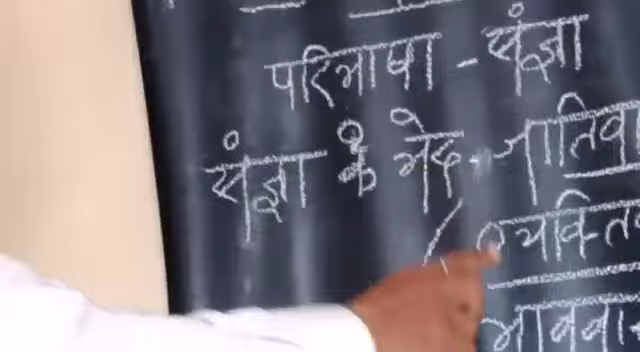 परिभाषा - संज्ञा
संज्ञा के भेद - जातिवा
व्यक्ति
भाववा